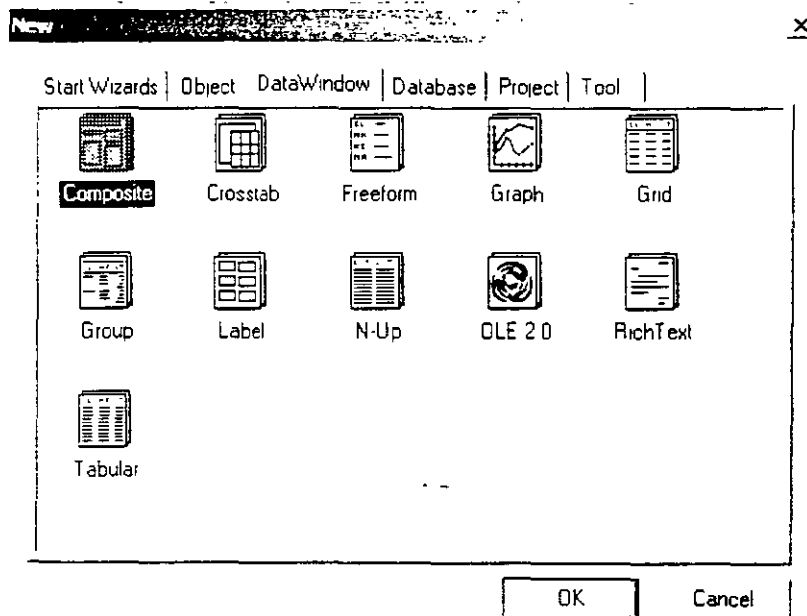 New
Start Wizards Object DataWindow Database Project Tool
Composite Crosstab Freeform Graph Grid
Group Label N-Up OLE 2.0 RichText
Tabular
OK Cancel